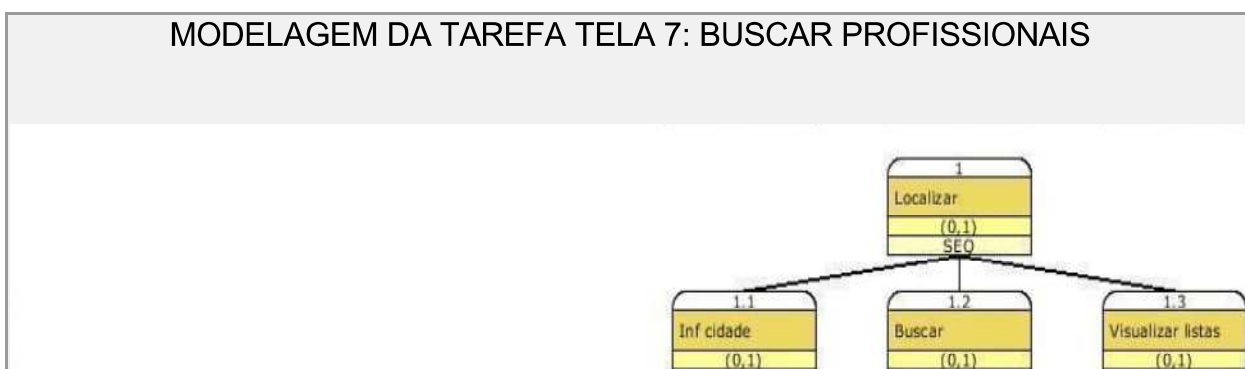 MODELAGEM DA TAREFA TELA 7: BUSCAR PROFISSIONAIS
1
Localizar
(0,1)
SEQ
1.1 1.2 1.3
Inf cidade Buscar Visualizar listas
(0,1) (0,1) (0,1)